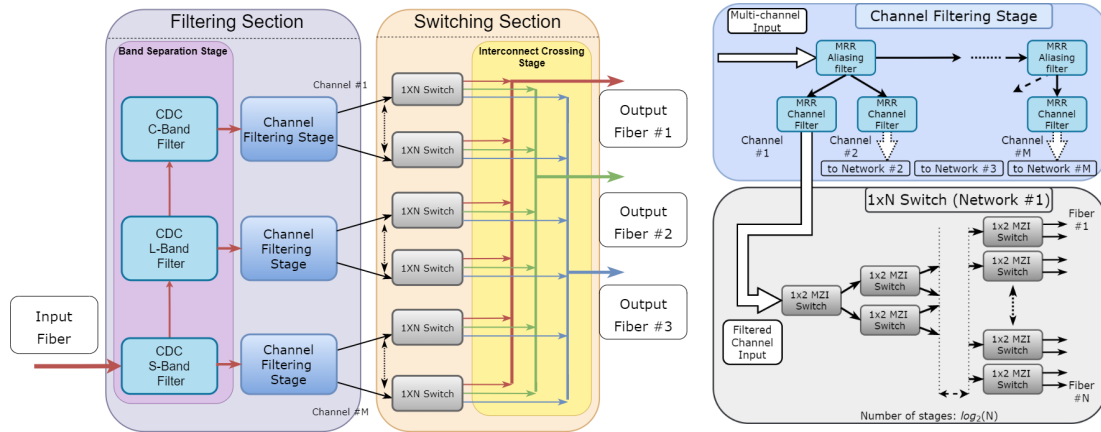 Filtering Section
Band Separation Stage
CDC
C-Band
Filter
CDC
L-Band
Filter
CDC
S-Band
Filter
Input
Fiber
Channel
Filtering Stage
Channel
Filtering
Stage
Channel
Filtering
Stage
Channel #1
Channel #M
Switching Section
Interconnect Crossing
Stage
1XN Switch
1XN Switch
1XN Switch
1XN Switch
1XN Switch
1XN Switch
Output
Fiber #1
Output
Fiber #2
Output
Fiber #3
Channel Filtering Stage
Multi-channel
Input
MRR
Aliasing
filter
MRR
Aliasing
filter
MRR
Channel
Filter
MRR
Channel
Filter
MRR
Channel
Filter
Channel
#1
Channel
#2
Channel
#M
to Network #2
to Network #3
to Network #M
1xN Switch (Network #1)
Filtered
Channel Input
1x2 MZI
Switch
1x2 MZI
Switch
1x2 MZI
Switch
1x2 MZI
Switch
1x2 MZI
Switch
1x2 MZI
Switch
1x2 MZI
Switch
Fiber
#1
Fiber
#N
Number of stages: log₂(N)